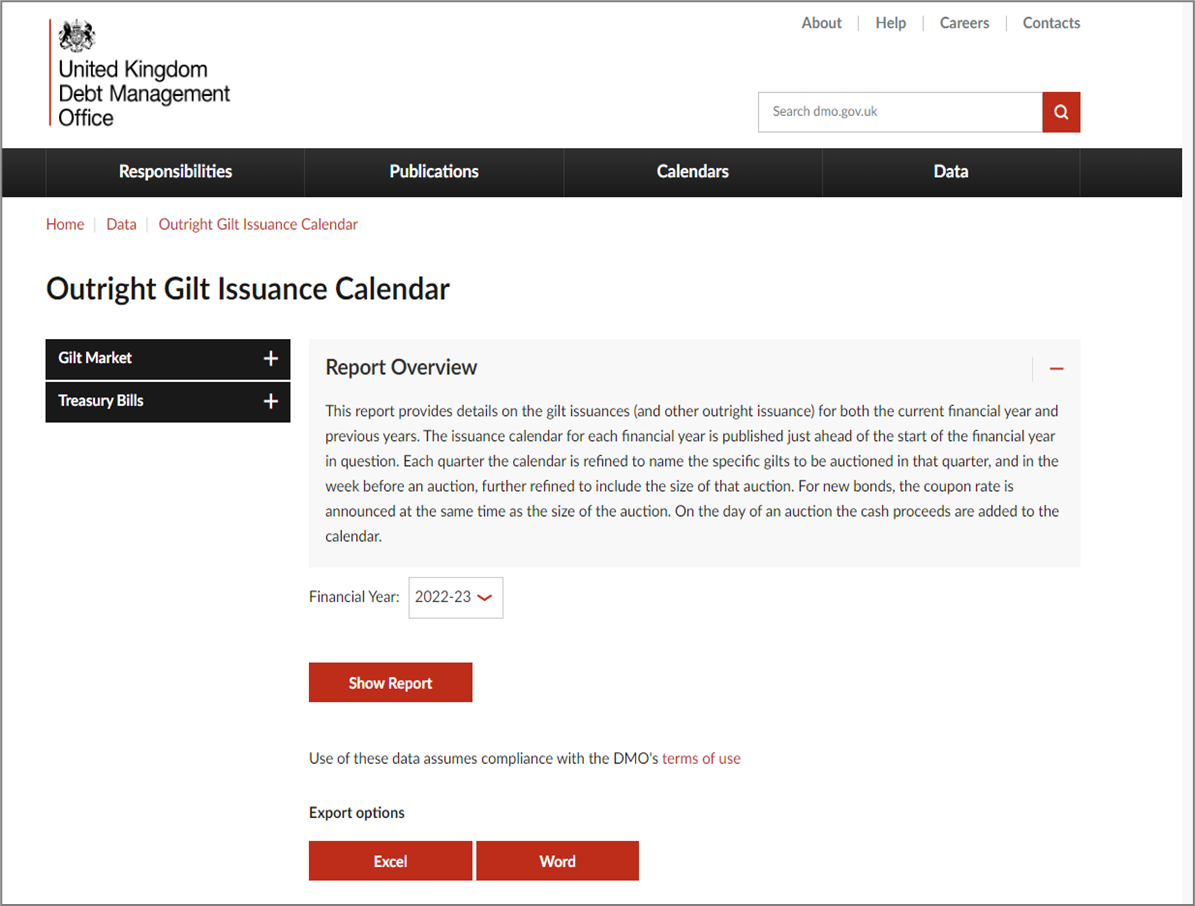 About
Help
Careers
Contacts
United Kingdom
Debt Management
Office
Search dmo.gov.uk
Responsibilities
Publications
Calendars
Data
Home
Data
Outright Gilt Issuance Calendar
Outright Gilt Issuance Calendar
Gilt Market
Treasury Bills
Report Overview
This report provides details on the gilt issuances (and other outright issuance) for both the current financial year and
previous years. The issuance calendar for each financial year is published just ahead of the start of the financial year
in question. Each quarter the calendar is refined to name the specific gilts to be auctioned in that quarter, and in the
week before an auction, further refined to include the size of that auction. For new bonds, the coupon rate is
announced at the same time as the size of the auction. On the day of an auction the cash proceeds are added to the
calendar.
Financial Year: 2022-23
Show Report
Use of these data assumes compliance with the DMO's terms of use
Export options
Excel
Word